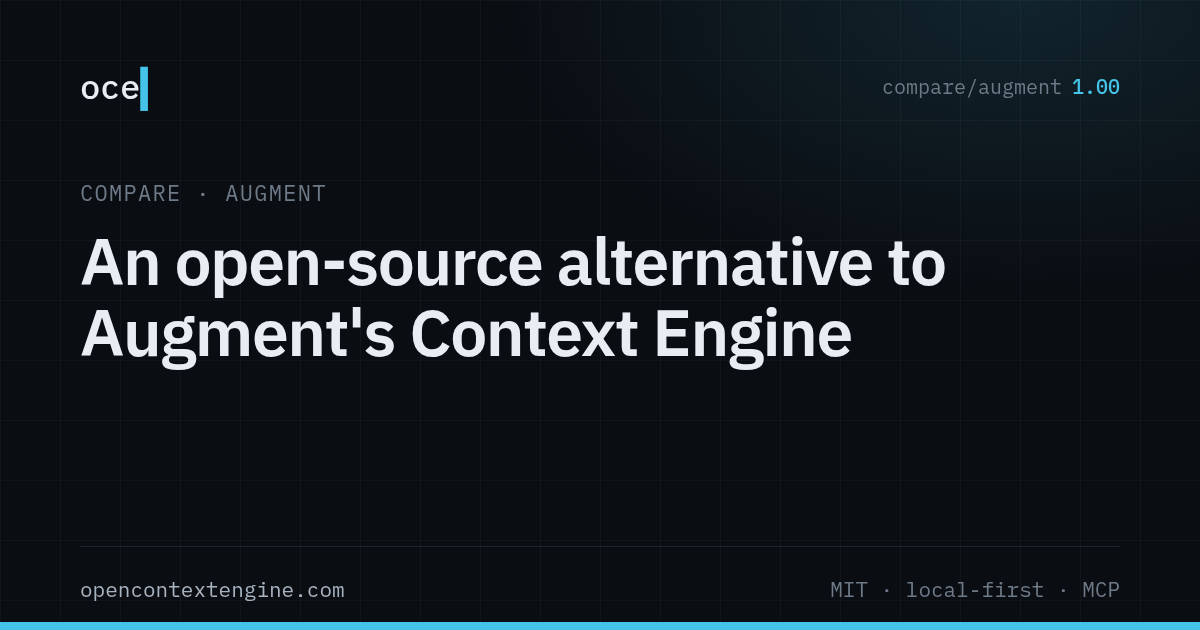 oce
compare/augment 1.00
COMPARE · AUGMENT
An open-source alternative to
Augment's Context Engine
opencontextengine.com
MIT · local-first · MCP